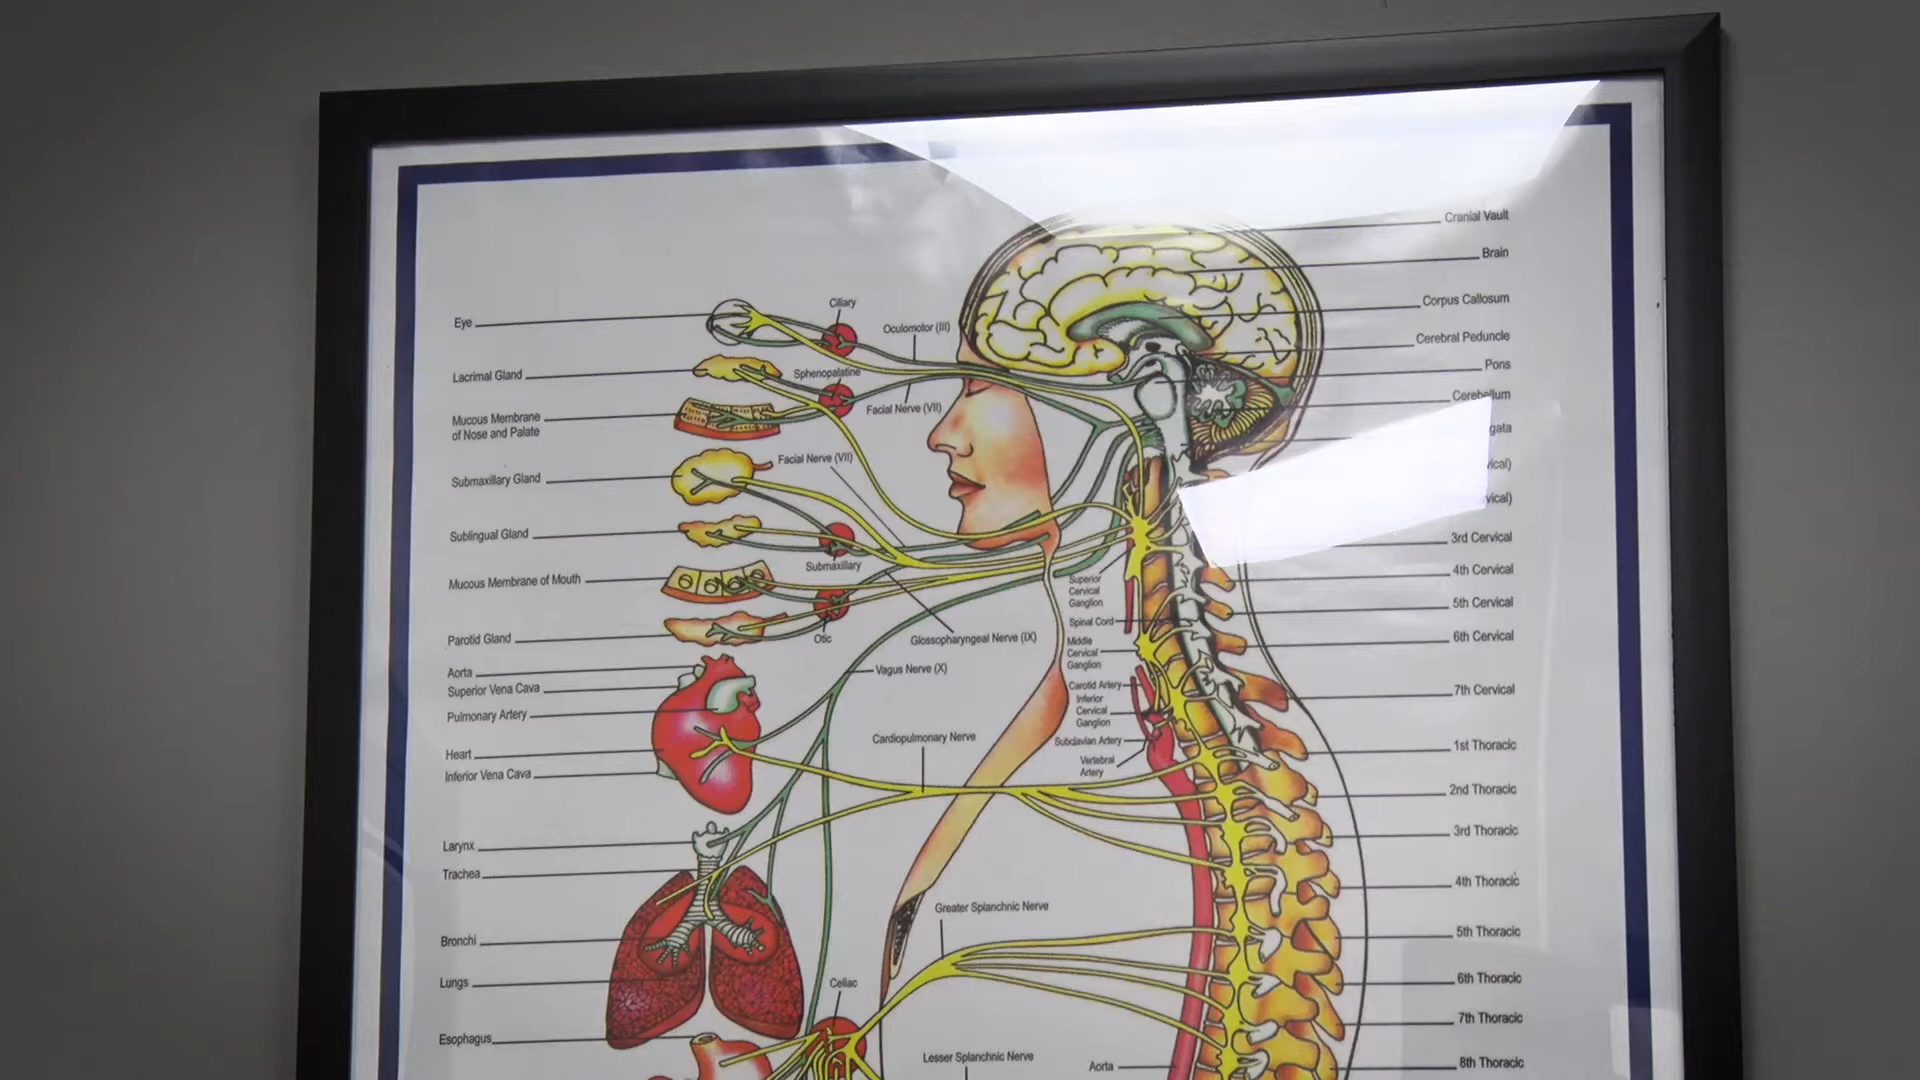 Eye
Lacrimal Gland
Mucous Membrane
of Nose and Palate
Submaxillary Gland
Sublingual Gland
Mucous Membrane of Mouth
Parotid Gland
Aorta
Superior Vena Cava
Pulmonary Artery
Heart
Inferior Vena Cava
Larynx
Trachea
Bronchi
Lungs
Esophagus
Ciliary
Oculomotor (III)
Sphenopalatine
Facial Nerve (VII)
Facial Nerve (VII)
Submaxillary
Otic
Glossopharyngeal Nerve (IX)
Vagus Nerve (X)
Cardiopulmonary Nerve
Greater Splanchnic Nerve
Celiac
Lesser Splanchnic Nerve
Superior
Cervical
Ganglion
Spinal Cord
Middle
Cervical
Ganglion
Carotid Artery
Inferior
Cervical
Ganglion
Subclavian Artery
Vertebral
Artery
Aorta
Cranial Vault
Brain
Corpus Callosum
Cerebral Peduncle
Pons
Cerebellum
3rd Cervical
4th Cervical
5th Cervical
6th Cervical
7th Cervical
1st Thoracic
2nd Thoracic
3rd Thoracic
4th Thoracic
5th Thoracic
6th Thoracic
7th Thoracic
8th Thoracic